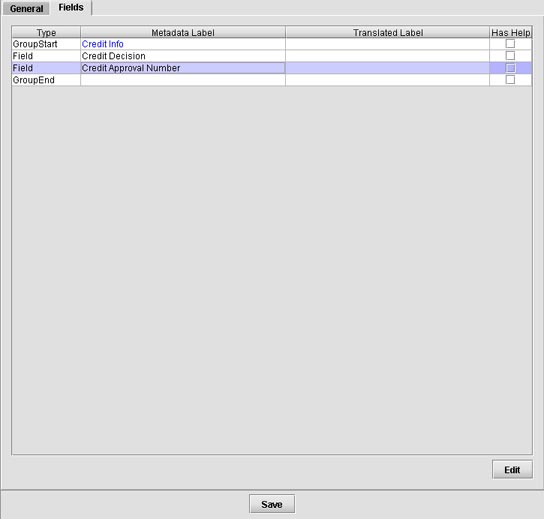 General Fields
Type Metadata Label Translated Label Has Help
GroupStart Credit Info
Field Credit Decision
Field Credit Approval Number
GroupEnd
Edit
Save